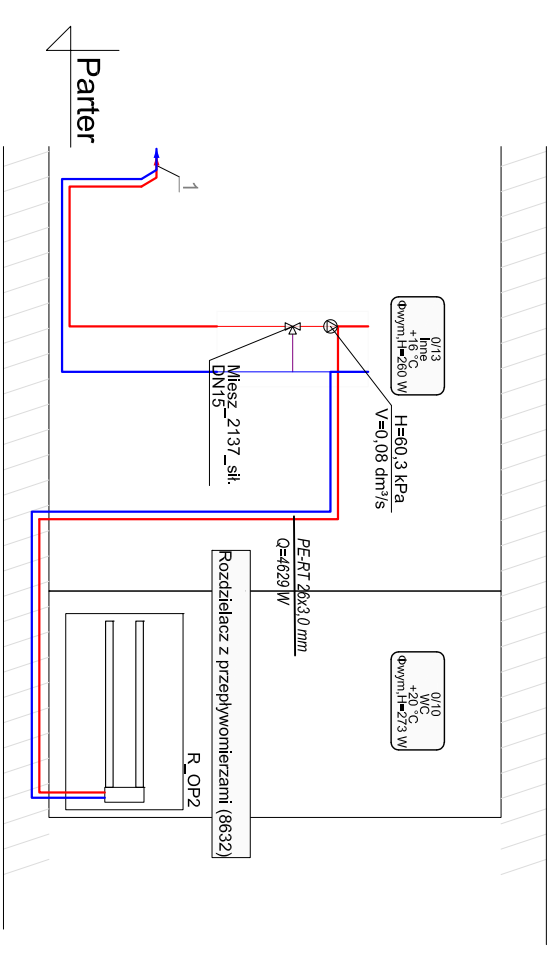 Parter
1
0/13
Inne
+16 °C
Φwym,H=260 W
H=60,3 kPa
V=0,08 dm³/s
Miesz_2137_sił.
DN15
PE-RT 26x3,0 mm
Q=4629 W
Rozdzielacz z przepływomierzami (8632)
0/10
WC
+20 °C
Φwym,H=273 W
R_OP2